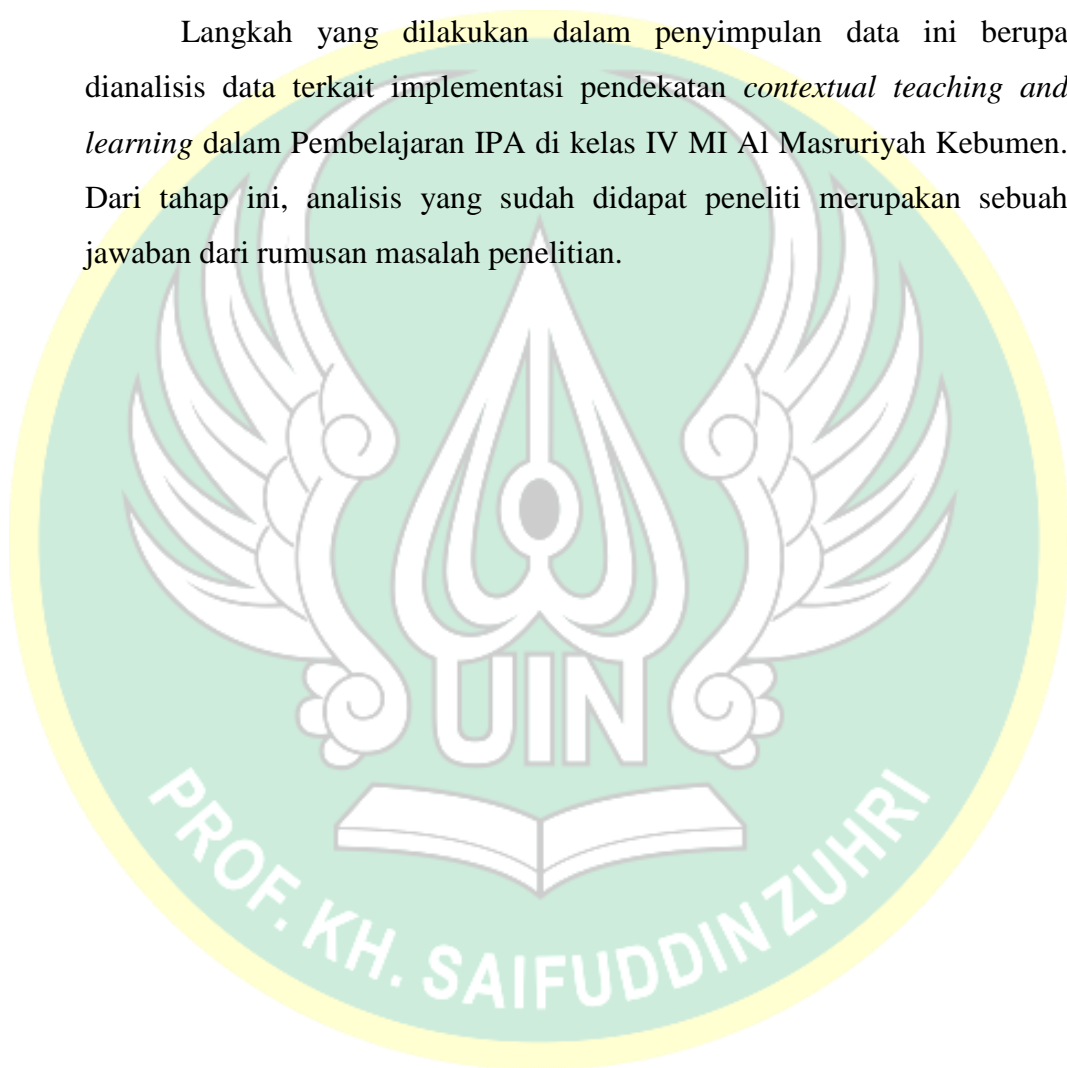 Langkah yang dilakukan dalam penyimpulan data ini berupa
dianalisis data terkait implementasi pendekatan contextual teaching and
learning dalam Pembelajaran IPA di kelas IV MI Al Masruriyah Kebumen.
Dari tahap ini, analisis yang sudah didapat peneliti merupakan sebuah
jawaban dari rumusan masalah penelitian.
UIN
PROF. KH. SAIFUDDIN ZUHRI